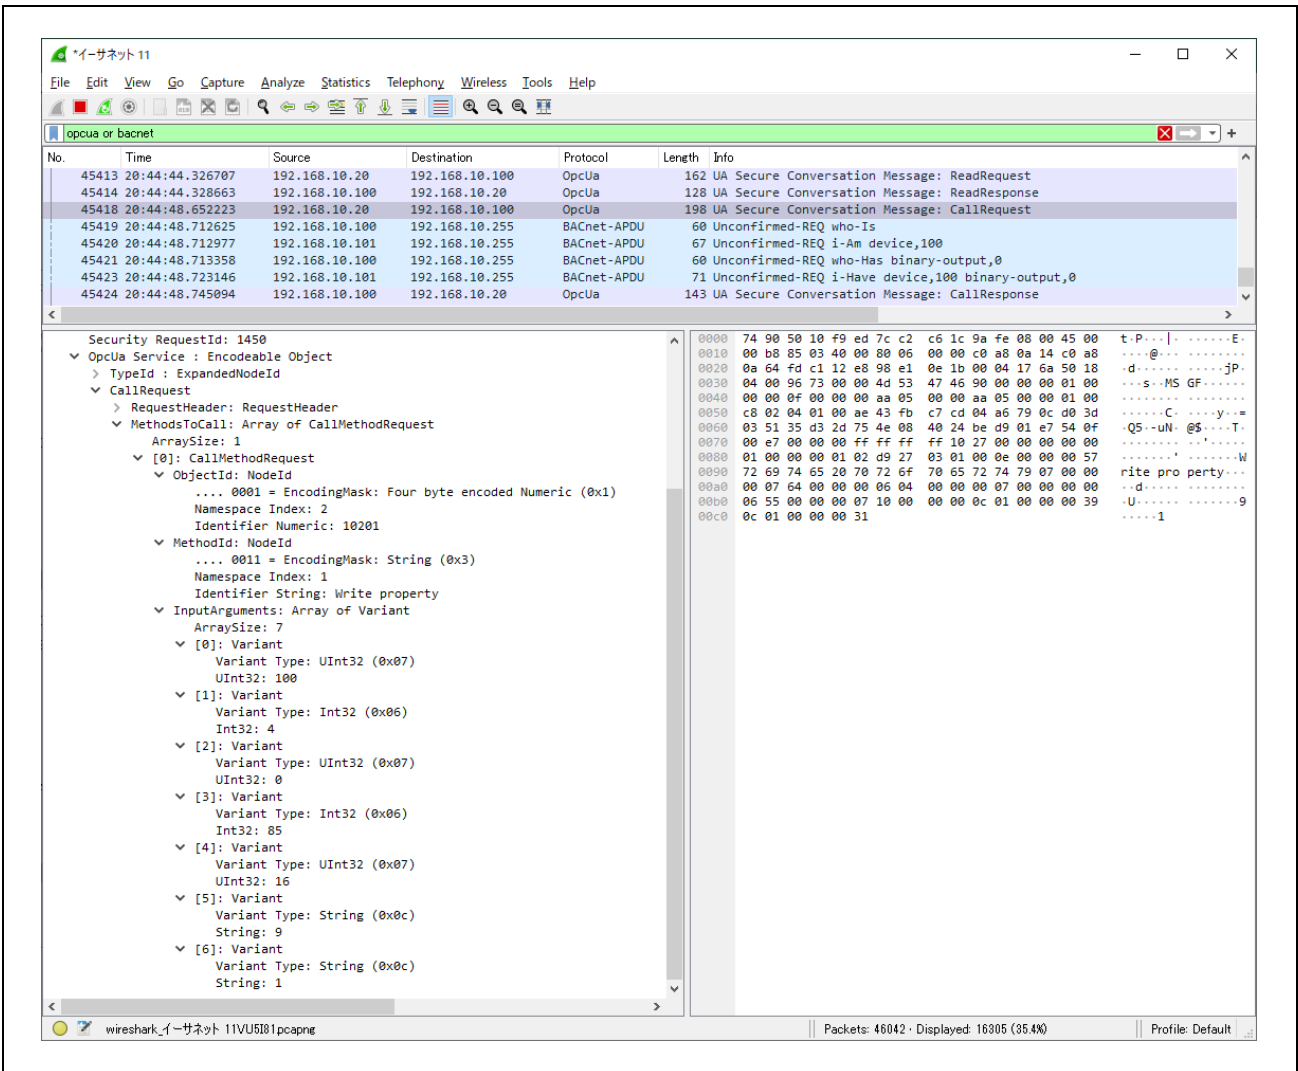 *イーサネット 11
File Edit View Go Capture Analyze Statistics Telephony Wireless Tools Help
opcua or bacnet
No. Time Source Destination Protocol Length Info
45413 20:44:44.326707 192.168.10.20 192.168.10.100 OpcUa 162 UA Secure Conversation Message: ReadRequest
45414 20:44:44.328663 192.168.10.100 192.168.10.20 OpcUa 128 UA Secure Conversation Message: ReadResponse
45418 20:44:48.652223 192.168.10.20 192.168.10.100 OpcUa 198 UA Secure Conversation Message: CallRequest
45419 20:44:48.712625 192.168.10.100 192.168.10.255 BACnet-APDU 60 Unconfirmed-REQ who-Is
45420 20:44:48.712977 192.168.10.101 192.168.10.255 BACnet-APDU 67 Unconfirmed-REQ i-Am device,100
45421 20:44:48.713358 192.168.10.100 192.168.10.255 BACnet-APDU 60 Unconfirmed-REQ who-Has binary-output,0
45423 20:44:48.723146 192.168.10.101 192.168.10.255 BACnet-APDU 71 Unconfirmed-REQ i-Have device,100 binary-output,0
45424 20:44:48.745094 192.168.10.100 192.168.10.20 OpcUa 143 UA Secure Conversation Message: CallResponse
Security RequestId: 1450
OpcUa Service : Encodeable Object
TypeId : ExpandedNodeId
CallRequest
RequestHeader: RequestHeader
MethodsToCall: Array of CallMethodRequest
ArraySize: 1
[0]: CallMethodRequest
ObjectId: NodeId
.... 0001 = EncodingMask: Four byte encoded Numeric (0x1)
Namespace Index: 2
Identifier Numeric: 10201
MethodId: NodeId
.... 0011 = EncodingMask: String (0x3)
Namespace Index: 1
Identifier String: Write property
InputArguments: Array of Variant
ArraySize: 7
[0]: Variant
Variant Type: UInt32 (0x07)
UInt32: 100
[1]: Variant
Variant Type: Int32 (0x06)
Int32: 4
[2]: Variant
Variant Type: UInt32 (0x07)
UInt32: 0
[3]: Variant
Variant Type: Int32 (0x06)
Int32: 85
[4]: Variant
Variant Type: UInt32 (0x07)
UInt32: 16
[5]: Variant
Variant Type: String (0x0c)
String: 9
[6]: Variant
Variant Type: String (0x0c)
String: 1
0000 74 90 50 10 f9 ed 7c c2 c6 1c 9a fe 08 00 45 00 t·P···|· ······E·
0010 00 b8 85 03 40 00 80 06 00 00 c0 a8 0a 14 c0 a8 ····@··· ········
0020 0a 64 fd c1 12 e8 98 e1 0e 1b 00 04 17 6a 50 18 ·d······ ·····jP·
0030 04 00 96 73 00 00 4d 53 47 46 90 00 00 00 01 00 ···s··MS GF······
0040 00 00 0f 00 00 00 aa 05 00 00 aa 05 00 00 01 00 ········ ········
0050 c8 02 04 01 00 ae 43 fb c7 cd 04 a6 79 0c d0 3d ······C· ····y··=
0060 03 51 35 d3 2d 75 4e 08 40 24 be d9 01 e7 54 0f ·Q5·-uN· @$····T·
0070 00 e7 00 00 00 ff ff ff ff 10 27 00 00 00 00 00 ········ ··'·····
0080 01 00 00 00 01 02 d9 27 03 01 00 0e 00 00 00 57 ·······' ·······W
0090 72 69 74 65 20 70 72 6f 70 65 72 74 79 07 00 00 rite pro perty···
00a0 00 07 64 00 00 00 06 04 00 00 00 07 00 00 00 00 ··d····· ········
00b0 06 55 00 00 00 07 10 00 00 00 0c 01 00 00 00 39 ·U······ ·······9
00c0 0c 01 00 00 00 31 ·····1
wireshark_イーサネット 11VU5I81.pcapng Packets: 46042 · Displayed: 16305 (35.4%) Profile: Default